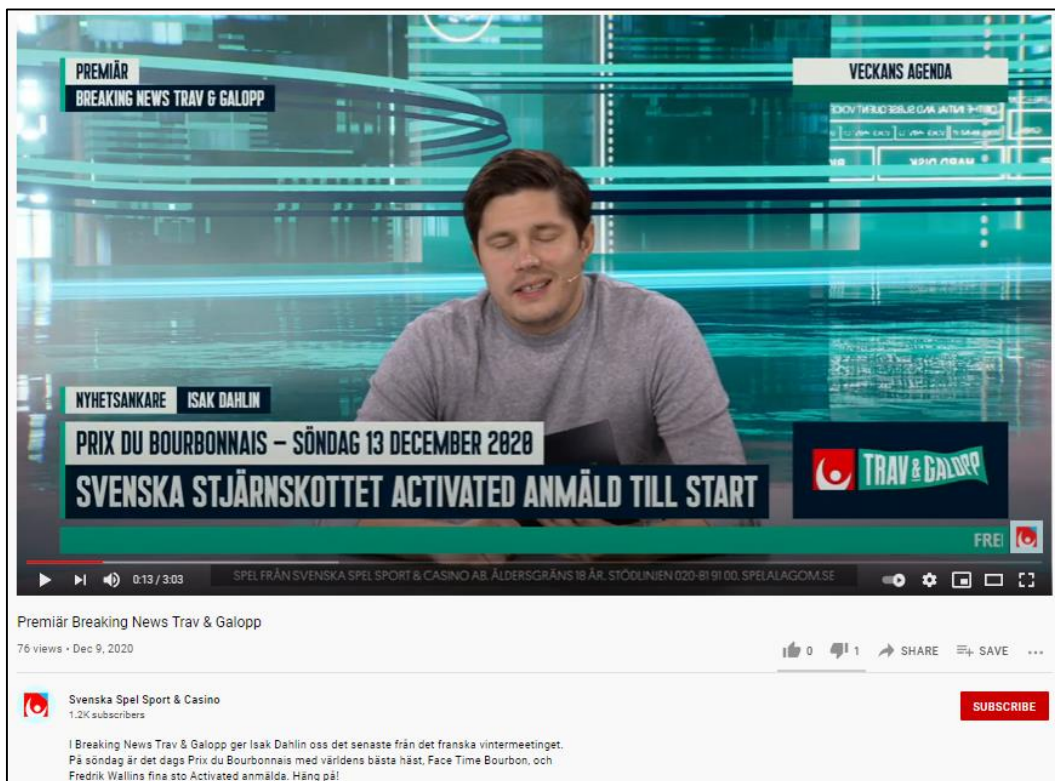 PREMIÄR
BREAKING NEWS TRAV & GALOPP
VECKANS AGENDA
HARD DISK
NYHETSANKARE ISAK DAHLIN
PRIX DU BOURBONNAIS – SÖNDAG 13 DECEMBER 2020
SVENSKA STJÄRNSKOTTET ACTIVATED ANMÄLD TILL START
TRAV & GALOPP
FRE
0:13 / 3:03
SPEL FRÅN SVENSKA SPEL SPORT & CASINO AB. ÅLDERSGRÄNS 18 ÅR. STÖDLINJEN 020-81 91 00, SPELALAGOM.SE
Premiär Breaking News Trav & Galopp
76 views • Dec 9, 2020
0 1 SHARE SAVE
Svenska Spel Sport & Casino
1.2K subscribers
SUBSCRIBE
I Breaking News Trav & Galopp ger Isak Dahlin oss det senaste från det franska vintermeetinget.
På söndag är det dags Prix du Bourbonnais med världens bästa häst, Face Time Bourbon, och
Fredrik Wallins fina sto Activated anmälda. Häng på!